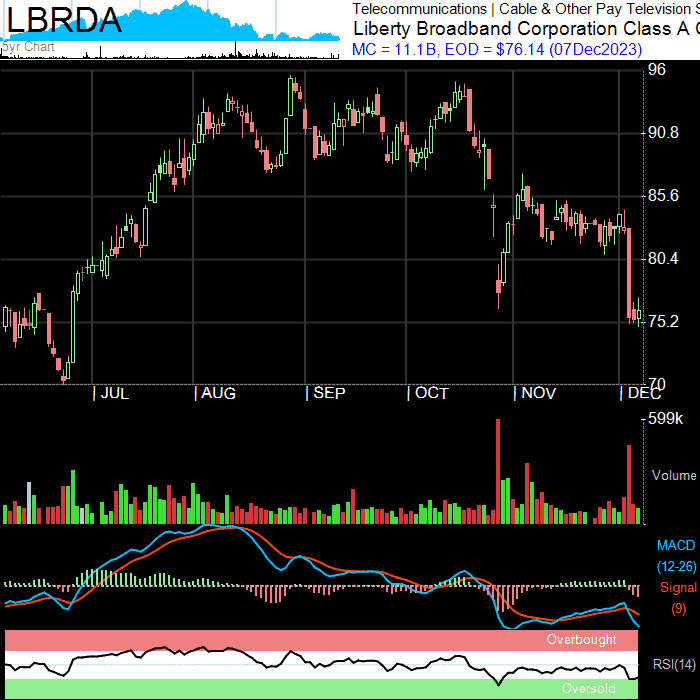 LBRDA
5yr Chart
Telecommunications | Cable & Other Pay Television S
Liberty Broadband Corporation Class A C
MC = 11.1B, EOD = $76.14 (07Dec2023)
96
90.8
85.6
80.4
75.2
70
JUL AUG SEP OCT NOV DEC
599k
Volume
MACD
(12-26)
Signal
(9)
Overbought
RSI(14)
Oversold